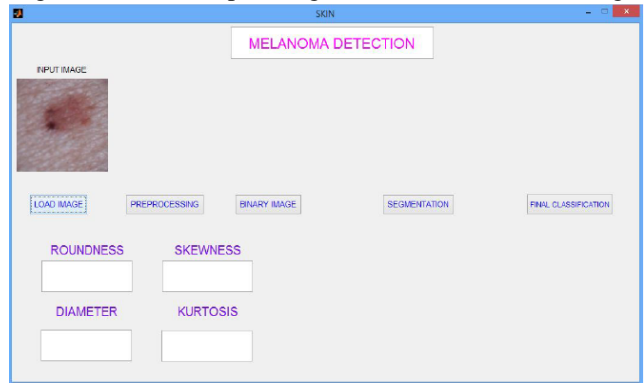 SKIN
MELANOMA DETECTION
INPUT IMAGE
LOAD IMAGE PREPROCESSING BINARY IMAGE SEGMENTATION FINAL CLASSIFICATION
ROUNDNESS SKEWNESS
DIAMETER KURTOSIS